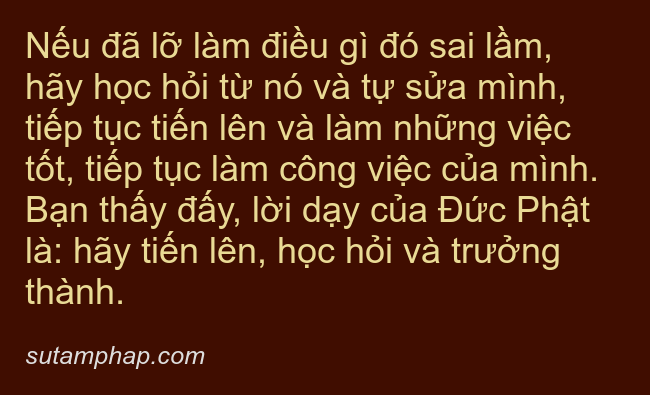 Nếu đã lỡ làm điều gì đó sai lầm,
hãy học hỏi từ nó và tự sửa mình,
tiếp tục tiến lên và làm những việc
tốt, tiếp tục làm công việc của mình.
Bạn thấy đấy, lời dạy của Đức Phật
là: hãy tiến lên, học hỏi và trưởng
thành.
sutamphap.com